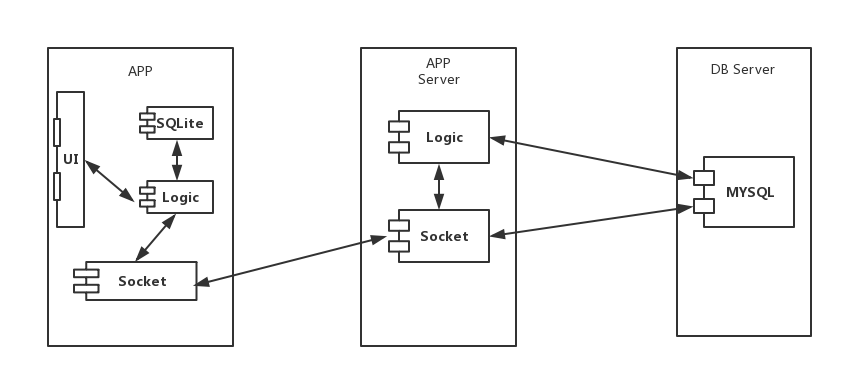 APP
UI
SQLite
Logic
Socket
APP
Server
Logic
Socket
DB Server
MYSQL